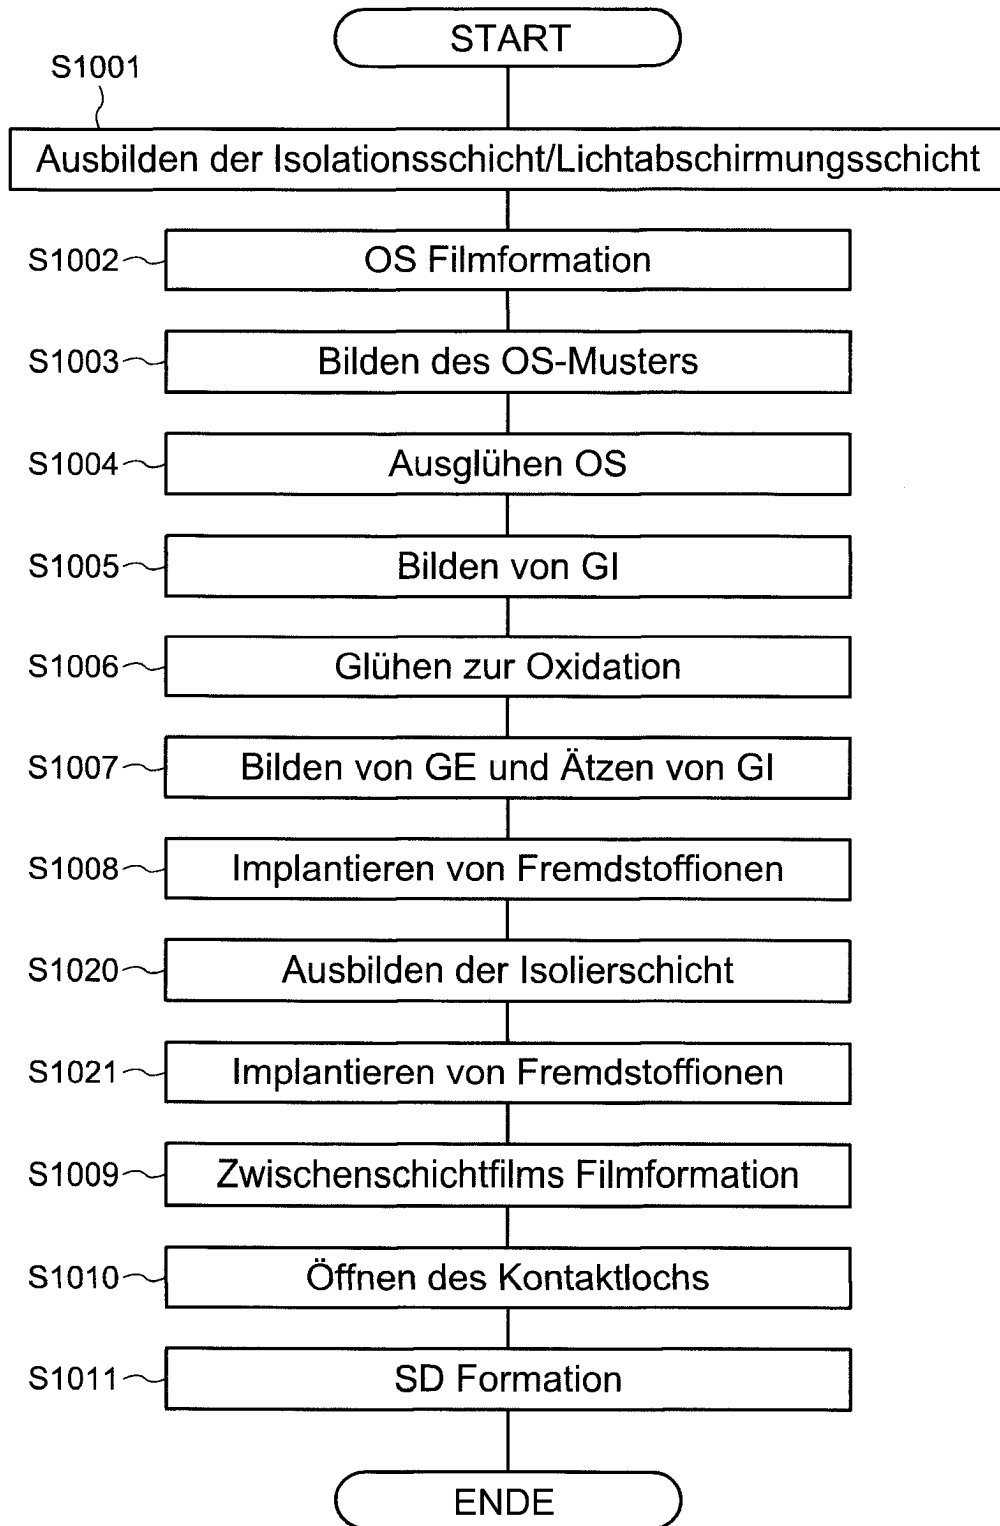 START
S1001
Ausbilden der Isolationsschicht/Lichtabschirmungsschicht
S1002 OS Filmformation
S1003 Bilden des OS-Musters
S1004 Ausglühen OS
S1005 Bilden von GI
S1006 Glühen zur Oxidation
S1007 Bilden von GE und Ätzen von GI
S1008 Implantieren von Fremdstoffionen
S1020 Ausbilden der Isolierschicht
S1021 Implantieren von Fremdstoffionen
S1009 Zwischenschichtfilms Filmformation
S1010 Öffnen des Kontaktlochs
S1011 SD Formation
ENDE